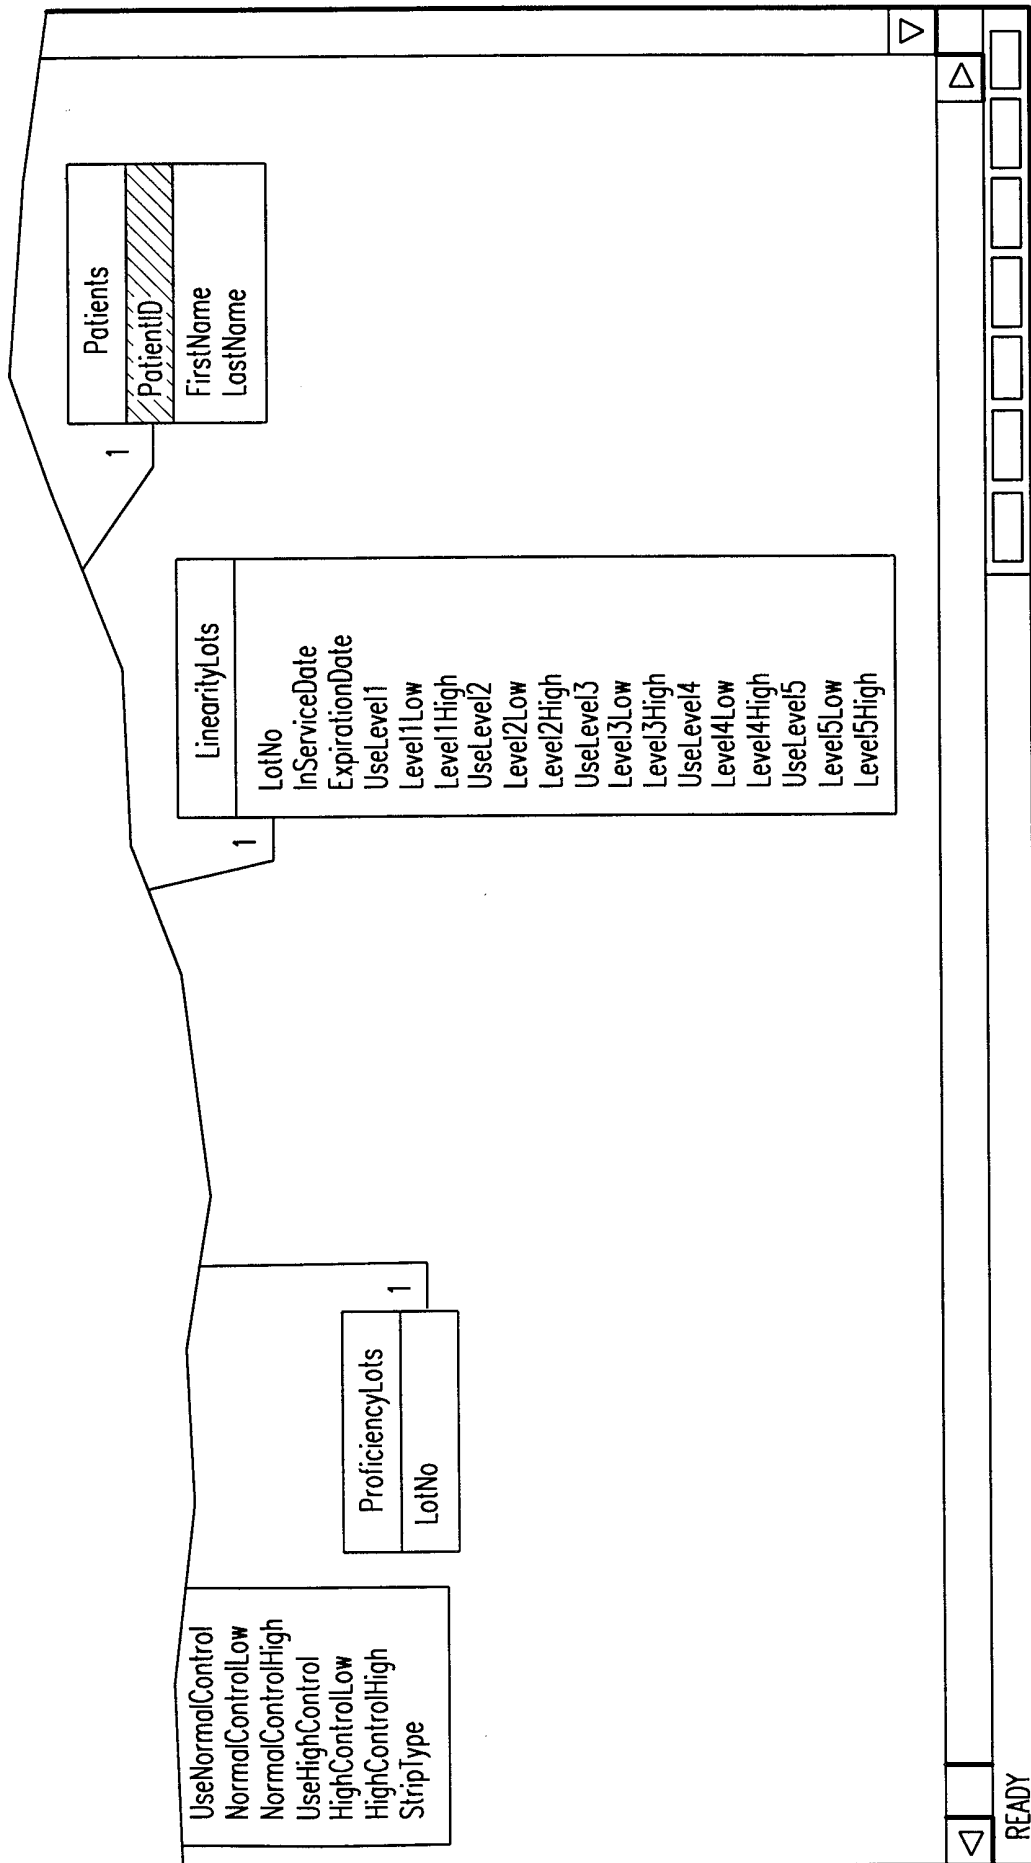 UseNormalControl
NormalControlLow
NormalControlHigh
UseHighControl
HighControlLow
HighControlHigh
StripType
ProficiencyLots
1
LotNo
LinearityLots
1
LotNo
InServiceDate
ExpirationDate
UseLevel1
Level1Low
Level1High
UseLevel2
Level2Low
Level2High
UseLevel3
Level3Low
Level3High
UseLevel4
Level4Low
Level4High
UseLevel5
Level5Low
Level5High
Patients
1
PatientID
FirstName
LastName
READY